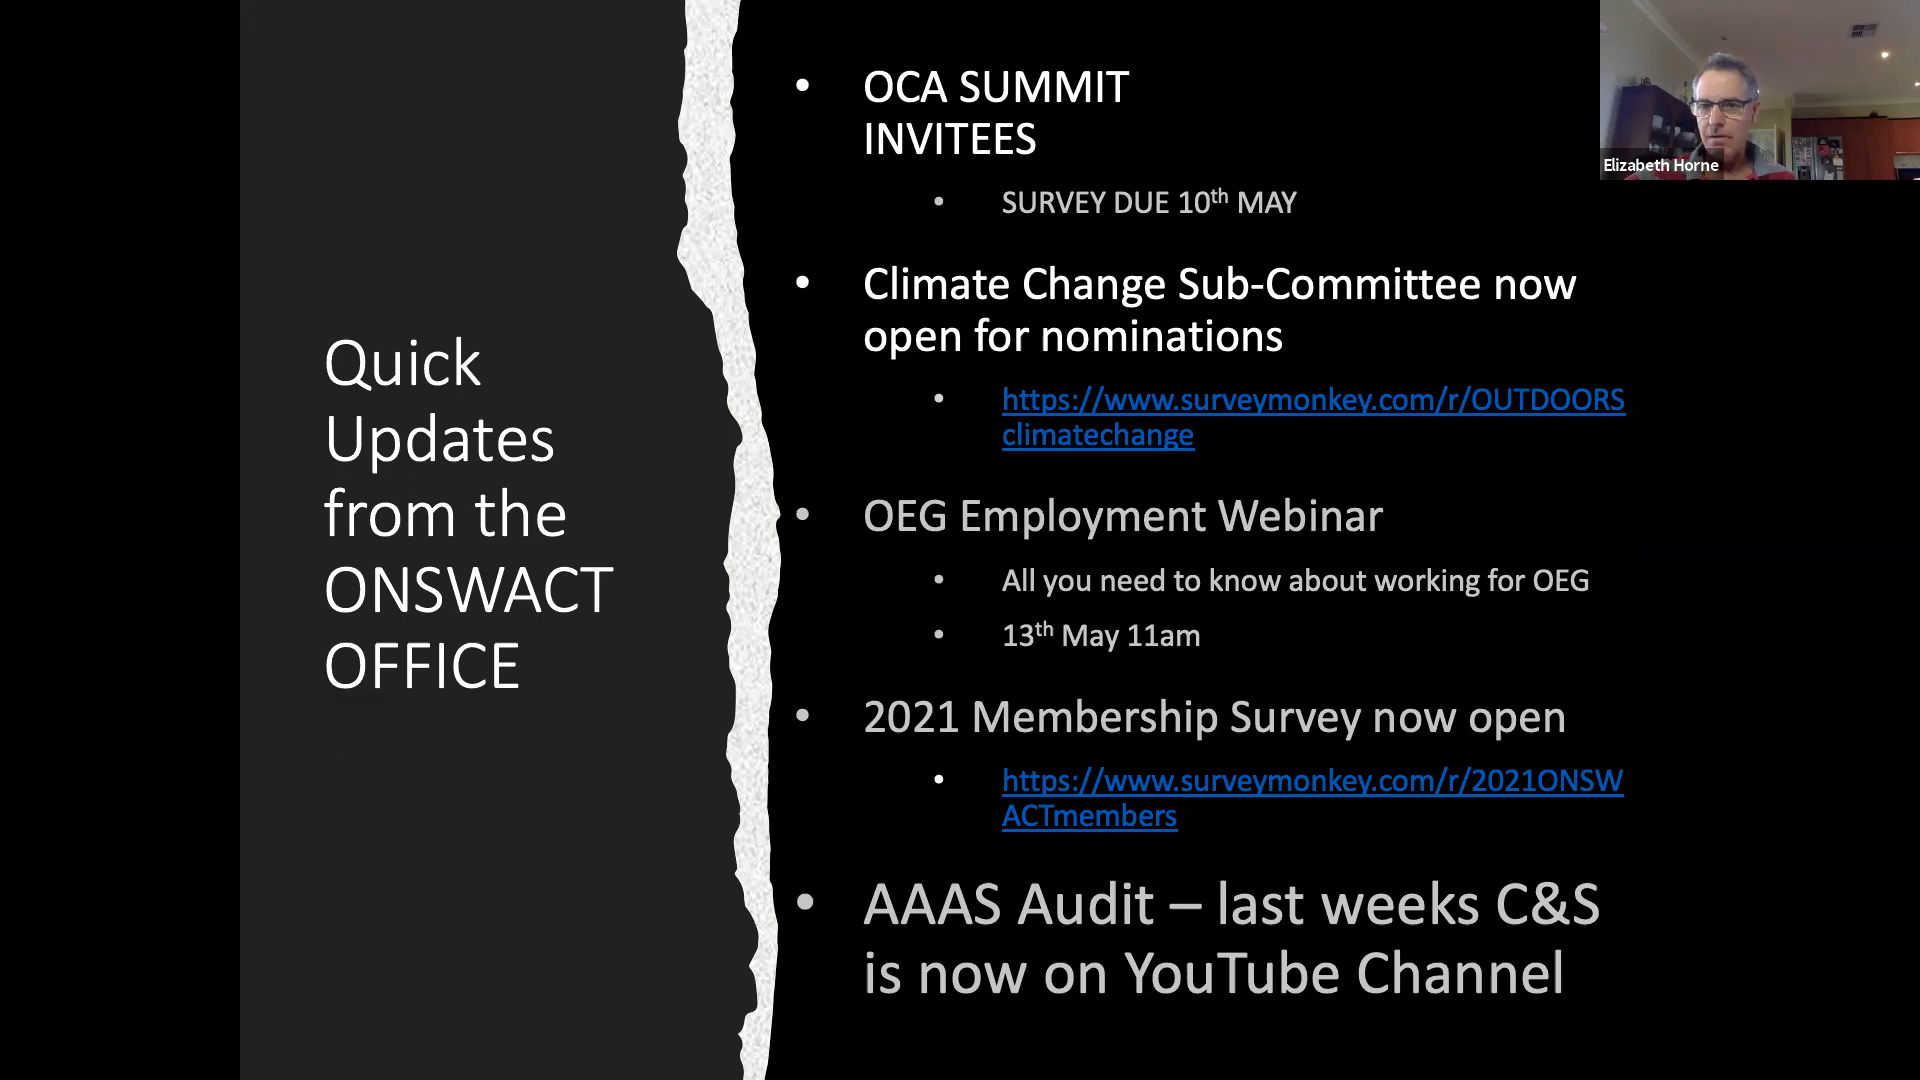 Quick
Updates
from the
ONSWACT
OFFICE
• OCA SUMMIT
INVITEES
• SURVEY DUE 10th MAY
• Climate Change Sub-Committee now
open for nominations
• https://www.surveymonkey.com/r/OUTDOORS
climatechange
• OEG Employment Webinar
• All you need to know about working for OEG
• 13th May 11am
• 2021 Membership Survey now open
• https://www.surveymonkey.com/r/2021ONSW
ACTmembers
• AAAS Audit – last weeks C&S
is now on YouTube Channel
Elizabeth Horne